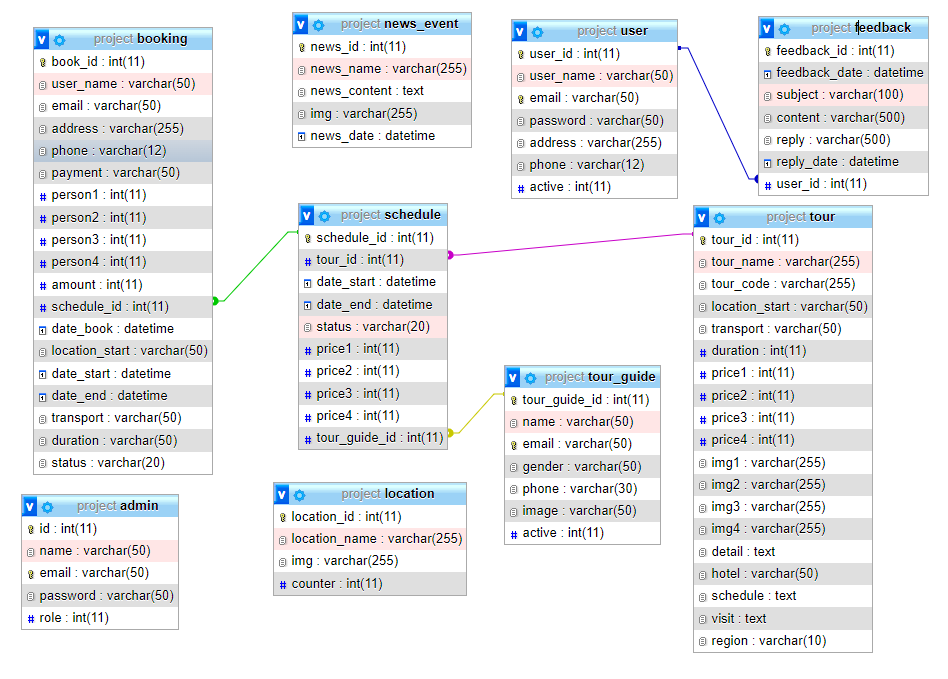 project booking
book_id : int(11)
user_name : varchar(50)
email : varchar(50)
address : varchar(255)
phone : varchar(12)
payment : varchar(50)
person1 : int(11)
person2 : int(11)
person3 : int(11)
person4 : int(11)
amount : int(11)
schedule_id : int(11)
date_book : datetime
location_start : varchar(50)
date_start : datetime
date_end : datetime
transport : varchar(50)
duration : varchar(50)
status : varchar(20)
project news_event
news_id : int(11)
news_name : varchar(255)
news_content : text
img : varchar(255)
news_date : datetime
project user
user_id : int(11)
user_name : varchar(50)
email : varchar(50)
password : varchar(50)
address : varchar(255)
phone : varchar(12)
active : int(11)
project feedback
feedback_id : int(11)
feedback_date : datetime
subject : varchar(100)
content : varchar(500)
reply : varchar(500)
reply_date : datetime
user_id : int(11)
project schedule
schedule_id : int(11)
tour_id : int(11)
date_start : datetime
date_end : datetime
status : varchar(20)
price1 : int(11)
price2 : int(11)
price3 : int(11)
price4 : int(11)
tour_guide_id : int(11)
project tour
tour_id : int(11)
tour_name : varchar(255)
tour_code : varchar(255)
location_start : varchar(50)
transport : varchar(50)
duration : int(11)
price1 : int(11)
price2 : int(11)
price3 : int(11)
price4 : int(11)
img1 : varchar(255)
img2 : varchar(255)
img3 : varchar(255)
img4 : varchar(255)
detail : text
hotel : varchar(50)
schedule : text
visit : text
region : varchar(10)
project tour_guide
tour_guide_id : int(11)
name : varchar(50)
email : varchar(50)
gender : varchar(50)
phone : varchar(30)
image : varchar(50)
active : int(11)
project admin
id : int(11)
name : varchar(50)
email : varchar(50)
password : varchar(50)
role : int(11)
project location
location_id : int(11)
location_name : varchar(255)
img : varchar(255)
counter : int(11)